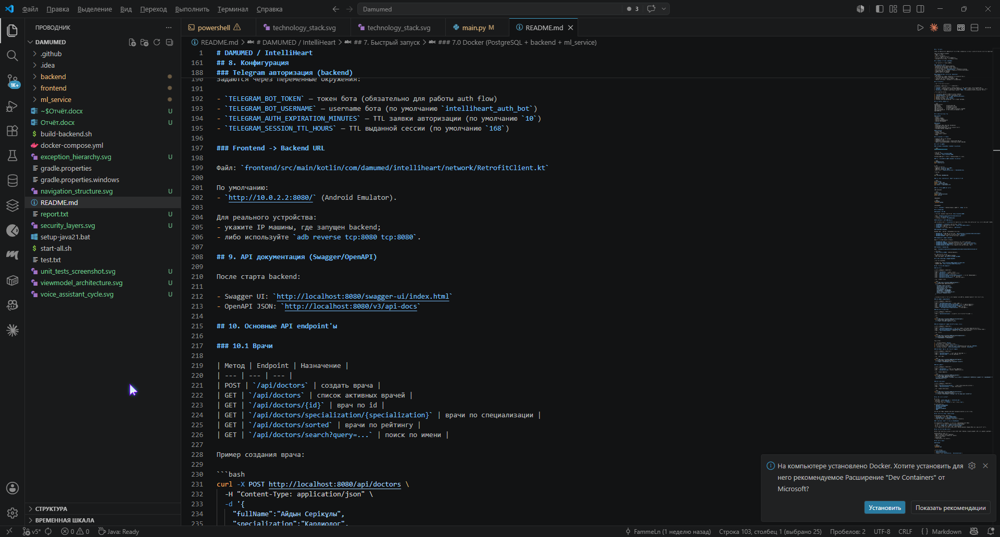 Файл Правка Выделение Вид Переход Выполнить Терминал Справка
Damumed
3
ПРОВОДНИК
DAMUMED
.github
.idea
backend
frontend
ml_service
~$Отчёт.docx U
Отчёт.docx U
build-backend.sh
docker-compose.yml
exception_hierarchy.svg U
gradle.properties
gradle.properties.windows
navigation_structure.svg U
README.md
report.txt U
security_layers.svg U
setup-java21.bat
start-all.sh
test.txt
unit_tests_screenshot.svg U
viewmodel_architecture.svg U
voice_assistant_cycle.svg U
СТРУКТУРА
ВРЕМЕННАЯ ШКАЛА
1K+
powershell
technology_stack.svg
technology_stack.svg
main.py M
README.md
README.md > # DAMUMED / IntelliHeart > ## 7. Быстрый запуск > ### 7.0 Docker (PostgreSQL + backend + ml_service)
1 # DAMUMED / IntelliHeart
161 ## 8. Конфигурация
188 ### Telegram авторизация (backend)
190 Задаются через переменные окружения:
191
192 - `TELEGRAM_BOT_TOKEN` — токен бота (обязательно для работы auth flow)
193 - `TELEGRAM_BOT_USERNAME` — username бота (по умолчанию `intelliheart_auth_bot`)
194 - `TELEGRAM_AUTH_EXPIRATION_MINUTES` — TTL заявки авторизации (по умолчанию `10`)
195 - `TELEGRAM_SESSION_TTL_HOURS` — TTL выданной сессии (по умолчанию `168`)
196
197 ### Frontend -> Backend URL
198
199 Файл: `frontend/src/main/kotlin/com/damumed/intelliheart/network/RetrofitClient.kt`
200
201 По умолчанию:
202 - `http://10.0.2.2:8080/` (Android Emulator).
203
204 Для реального устройства:
205 - укажите IP машины, где запущен backend;
206 - либо используйте `adb reverse tcp:8080 tcp:8080`.
207
208 ## 9. API документация (Swagger/OpenAPI)
209
210 После старта backend:
211
212 - Swagger UI: `http://localhost:8080/swagger-ui/index.html`
213 - OpenAPI JSON: `http://localhost:8080/v3/api-docs`
214
215 ## 10. Основные API endpoint'ы
216
217 ### 10.1 Врачи
218
219 | Метод | Endpoint | Назначение |
220 | --- | --- | --- |
221 | POST | `/api/doctors` | создать врача |
222 | GET | `/api/doctors` | список активных врачей |
223 | GET | `/api/doctors/{id}` | врач по id |
224 | GET | `/api/doctors/specialization/{specialization}` | врачи по специализации |
225 | GET | `/api/doctors/sorted` | врачи по рейтингу |
226 | GET | `/api/doctors/search?query=...` | поиск по имени |
227
228 Пример создания врача:
229
230 ```bash
231 curl -X POST http://localhost:8080/api/doctors \
232 -H "Content-Type: application/json" \
233 -d '{
234 "fullName":"Айдын Серікұлы",
235 "specialization":"Кардиолог",
На компьютере установлено Docker. Хотите установить для
него рекомендуемое Расширение "Dev Containers" от
Microsoft?
Установить
Показать рекомендации
v5* 0 0 Java: Ready
FammeLn (1 неделю назад) Строка 103, столбец 1 (выбрано 25) Пробелов: 2 UTF-8 CRLF { } Markdown